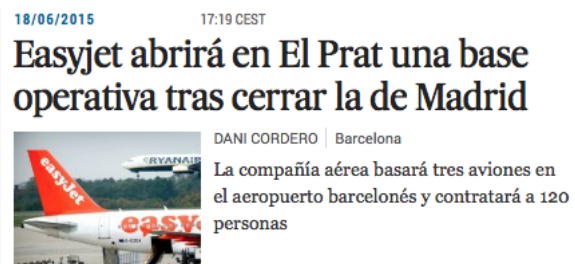 18/06/2015 17:19 CEST
Easyjet abrirá en El Prat una base
operativa tras cerrar la de Madrid
DANI CORDERO | Barcelona
La compañía aérea basará tres aviones en
el aeropuerto barcelonés y contratará a 120
personas
easyJet
RYANAIR
easy